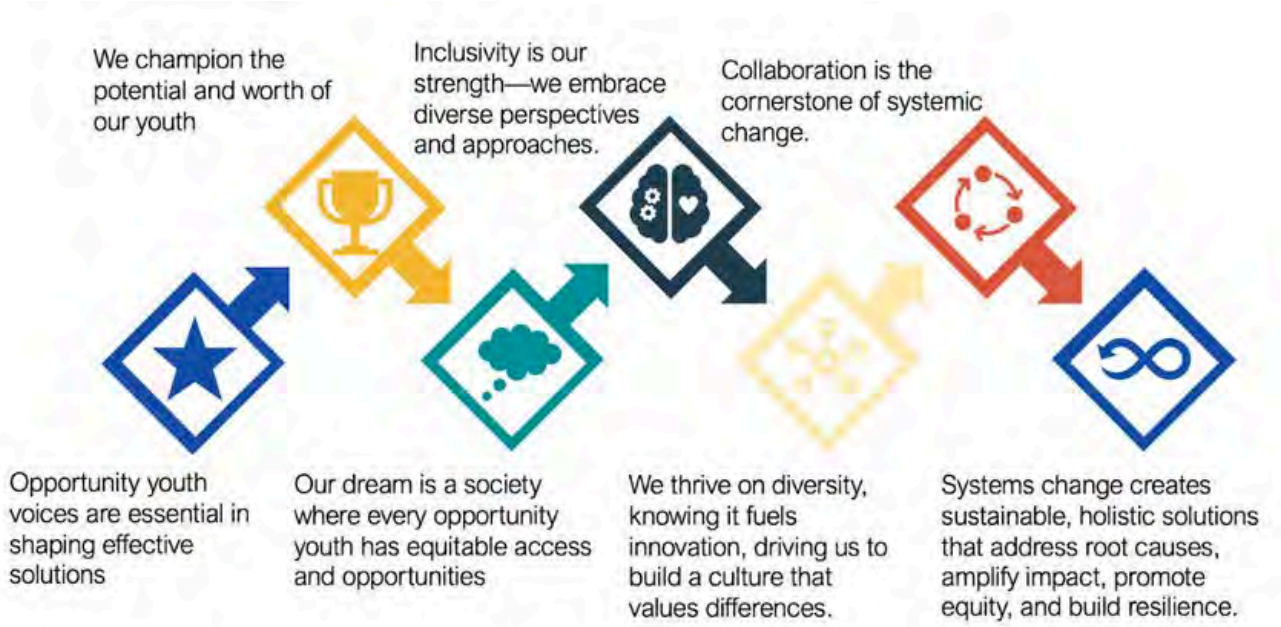 We champion the
potential and worth of
our youth
Inclusivity is our
strength—we embrace
diverse perspectives
and approaches.
Collaboration is the
cornerstone of systemic
change.
Opportunity youth
voices are essential in
shaping effective
solutions
Our dream is a society
where every opportunity
youth has equitable access
and opportunities
We thrive on diversity,
knowing it fuels
innovation, driving us to
build a culture that
values differences.
Systems change creates
sustainable, holistic solutions
that address root causes,
amplify impact, promote
equity, and build resilience.